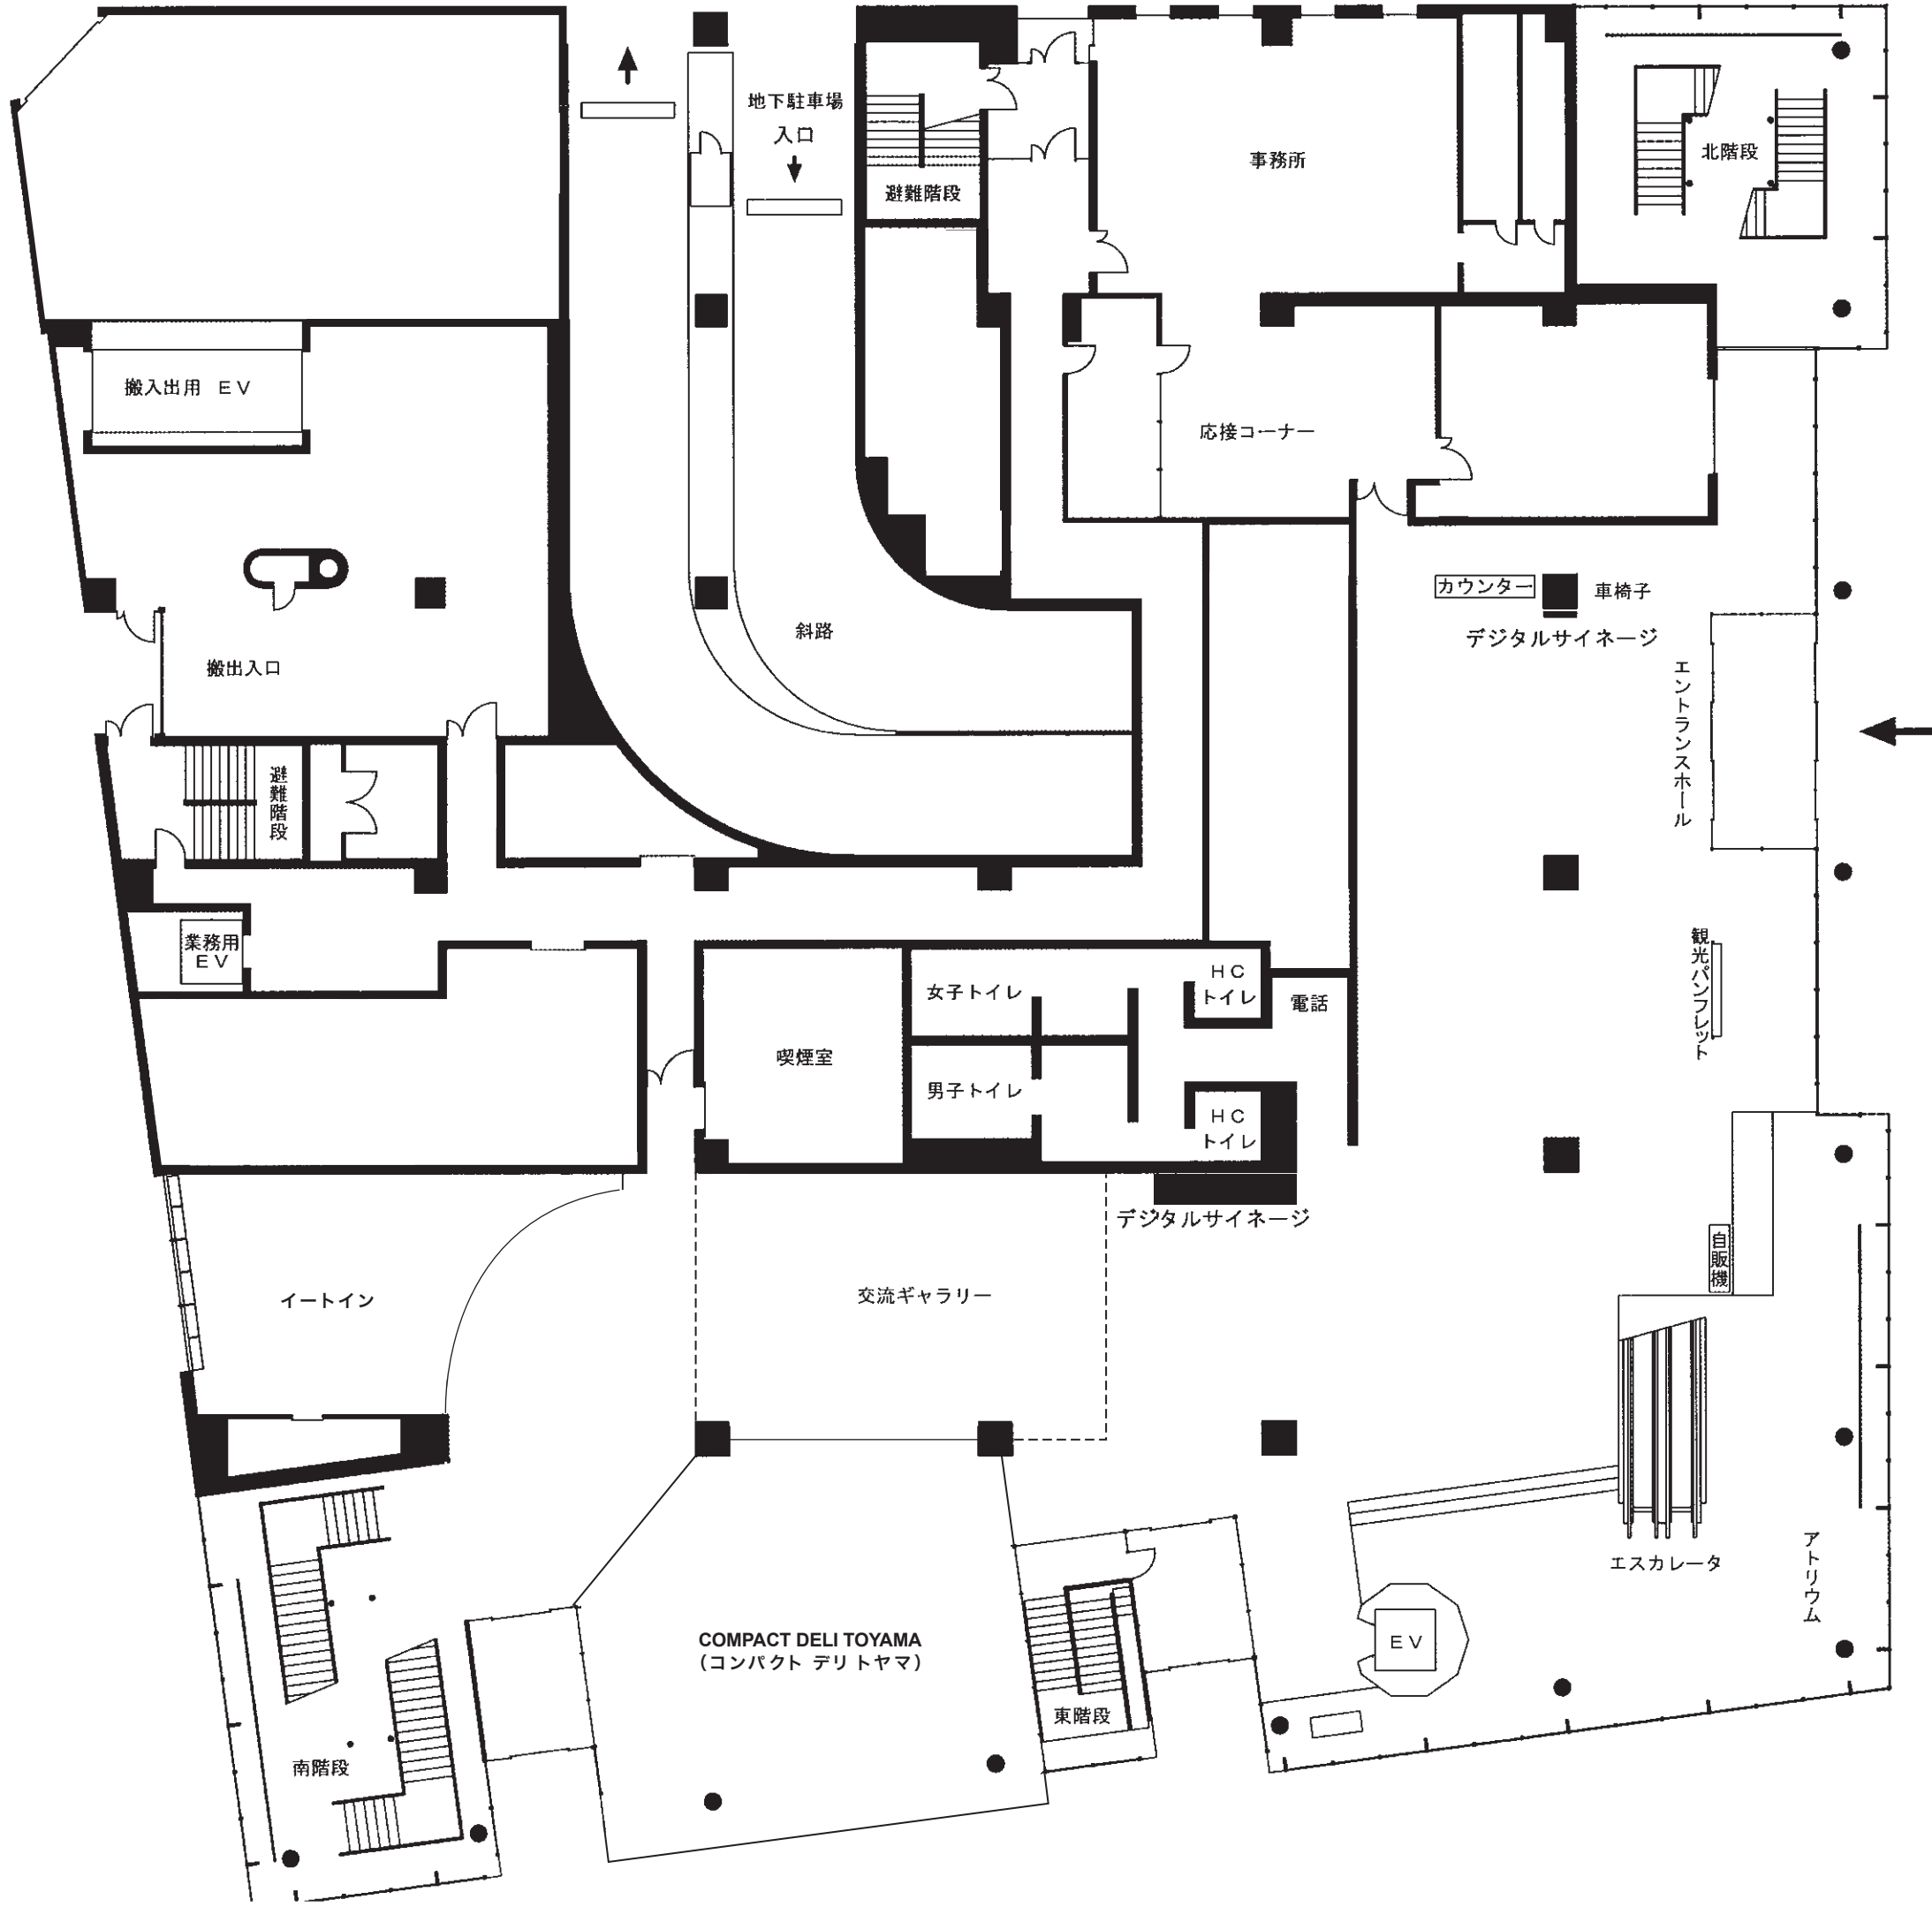 地下駐車場
入口
避難階段
事務所
北階段
搬入出用 EV
応接コーナー
カウンター
車椅子
デジタルサイネージ
斜路
搬出入口
エントランスホール
避難階段
業務用
EV
観光パンフレット
女子トイレ
HC
トイレ
電話
喫煙室
男子トイレ
HC
トイレ
デジタルサイネージ
自販機
イートイン
交流ギャラリー
エスカレータ
アトリウム
EV
COMPACT DELI TOYAMA
(コンパクト デリ トヤマ)
東階段
南階段